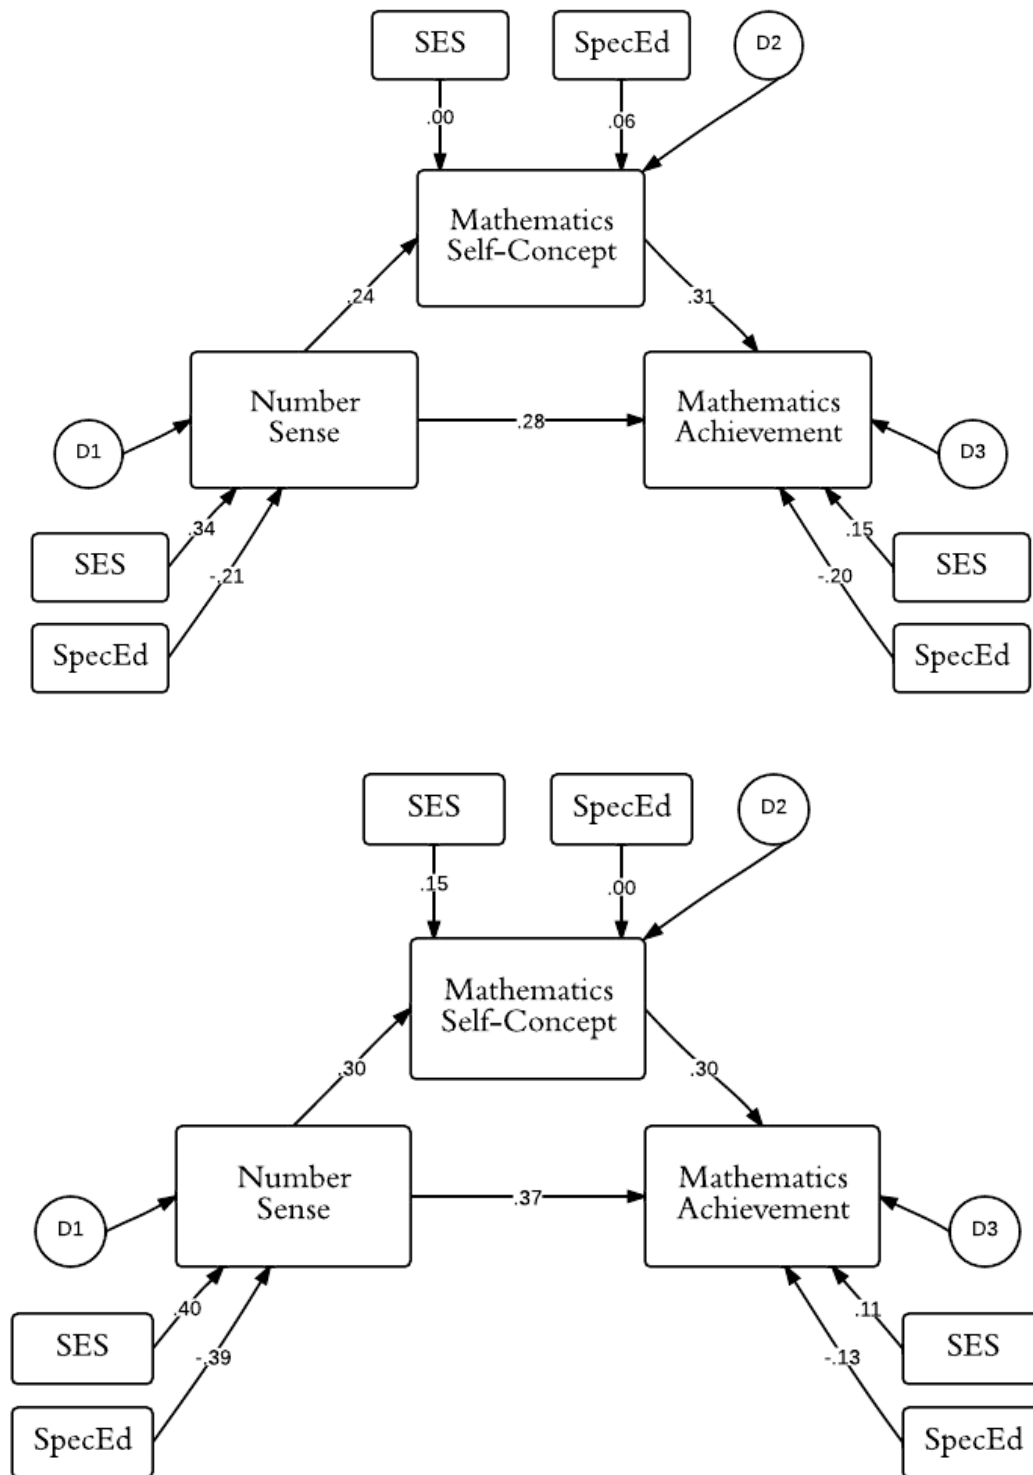 SES
SpecEd
D2
.00
.06
Mathematics
Self-Concept
.24
.31
Number
Sense
.28
Mathematics
Achievement
D1
D3
.34
.15
SES
SES
-.21
-.20
SpecEd
SpecEd
SES
SpecEd
D2
.15
.00
Mathematics
Self-Concept
.30
.30
Number
Sense
.37
Mathematics
Achievement
D1
D3
.40
.11
SES
SES
-.39
-.13
SpecEd
SpecEd